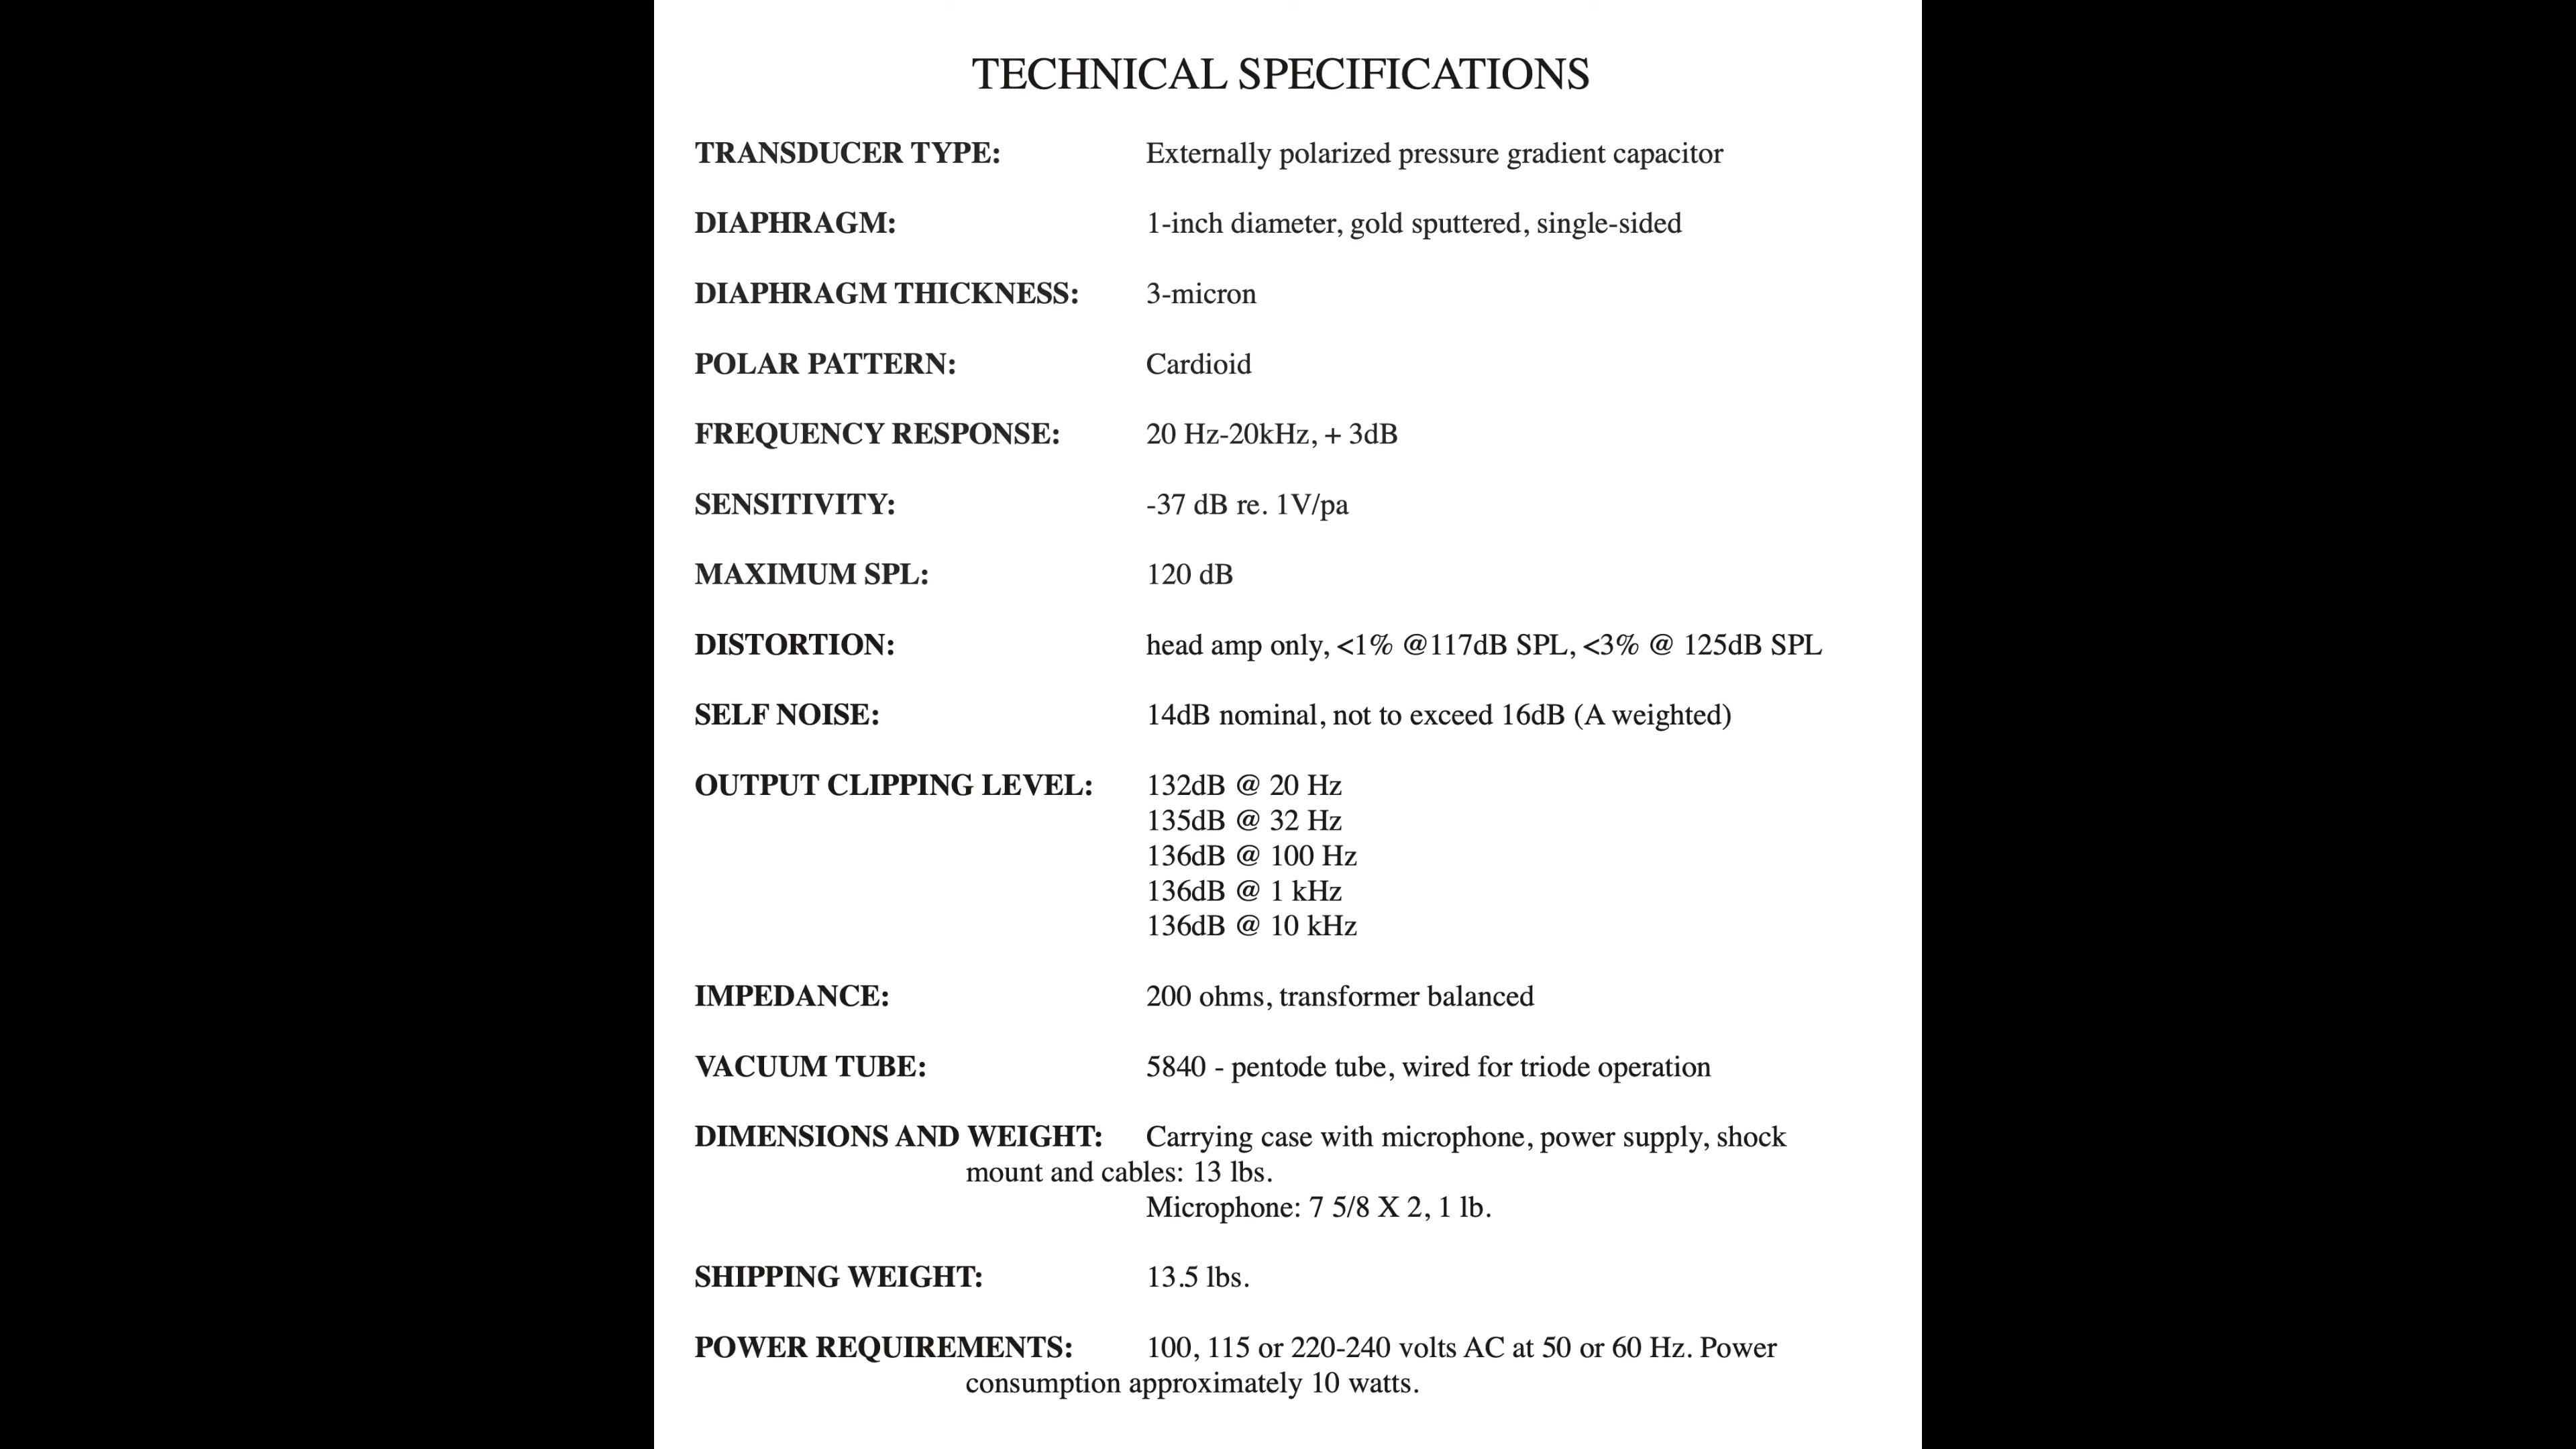 TECHNICAL SPECIFICATIONS
TRANSDUCER TYPE: Externally polarized pressure gradient capacitor
DIAPHRAGM: 1-inch diameter, gold sputtered, single-sided
DIAPHRAGM THICKNESS: 3-micron
POLAR PATTERN: Cardioid
FREQUENCY RESPONSE: 20 Hz-20kHz, + 3dB
SENSITIVITY: -37 dB re. 1V/pa
MAXIMUM SPL: 120 dB
DISTORTION: head amp only, <1% @117dB SPL, <3% @ 125dB SPL
SELF NOISE: 14dB nominal, not to exceed 16dB (A weighted)
OUTPUT CLIPPING LEVEL: 132dB @ 20 Hz
135dB @ 32 Hz
136dB @ 100 Hz
136dB @ 1 kHz
136dB @ 10 kHz
IMPEDANCE: 200 ohms, transformer balanced
VACUUM TUBE: 5840 - pentode tube, wired for triode operation
DIMENSIONS AND WEIGHT: Carrying case with microphone, power supply, shock
mount and cables: 13 lbs.
Microphone: 7 5/8 X 2, 1 lb.
SHIPPING WEIGHT: 13.5 lbs.
POWER REQUIREMENTS: 100, 115 or 220-240 volts AC at 50 or 60 Hz. Power
consumption approximately 10 watts.